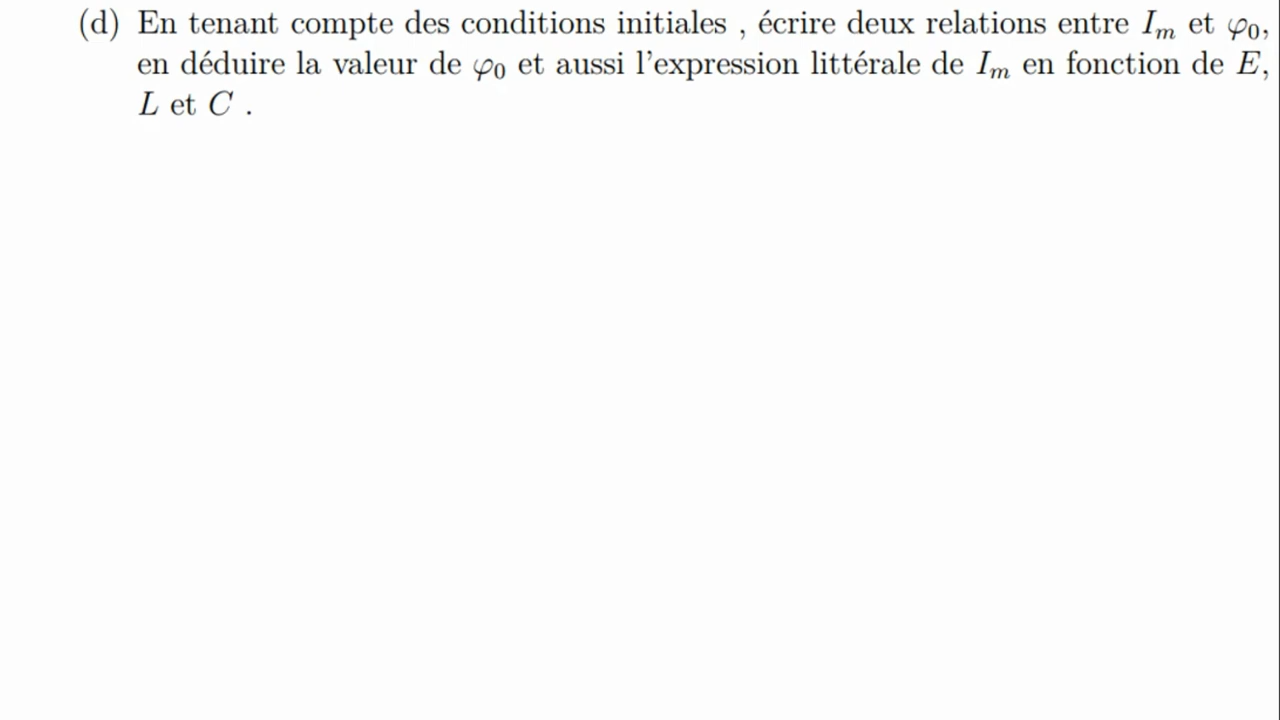 (d) En tenant compte des conditions initiales , écrire deux relations entre I_m et φ_0,
en déduire la valeur de φ_0 et aussi l'expression littérale de I_m en fonction de E,
L et C .